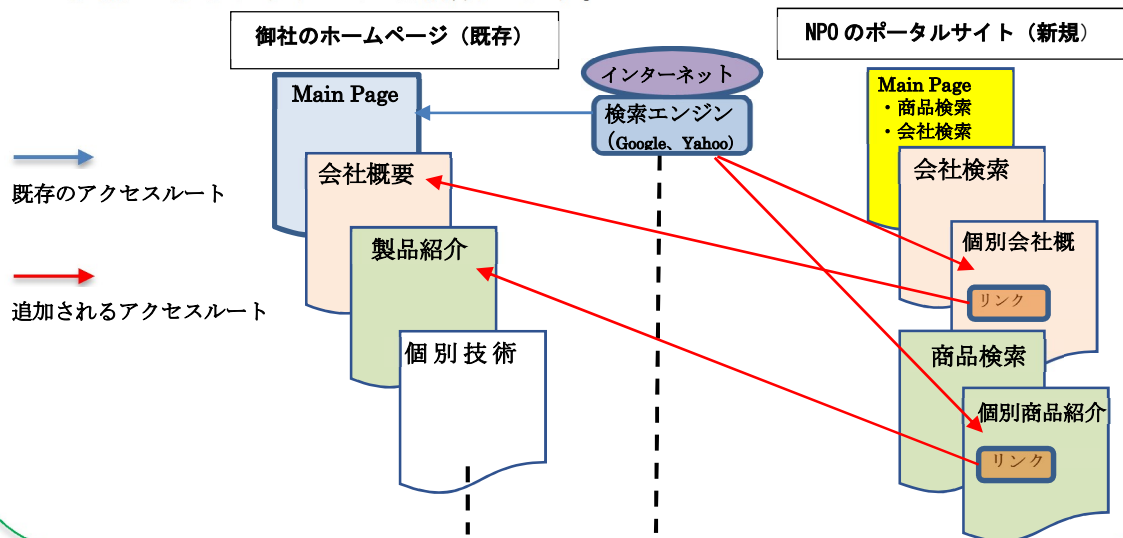 御社のホームページ（既存）
NPOのポータルサイト（新規）
インターネット
検索エンジン
（Google、Yahoo）
Main Page
会社概要
製品紹介
個別技術
既存のアクセスルート
追加されるアクセスルート
Main Page
・商品検索
・会社検索
会社検索
個別会社概
リンク
商品検索
個別商品紹介
リンク